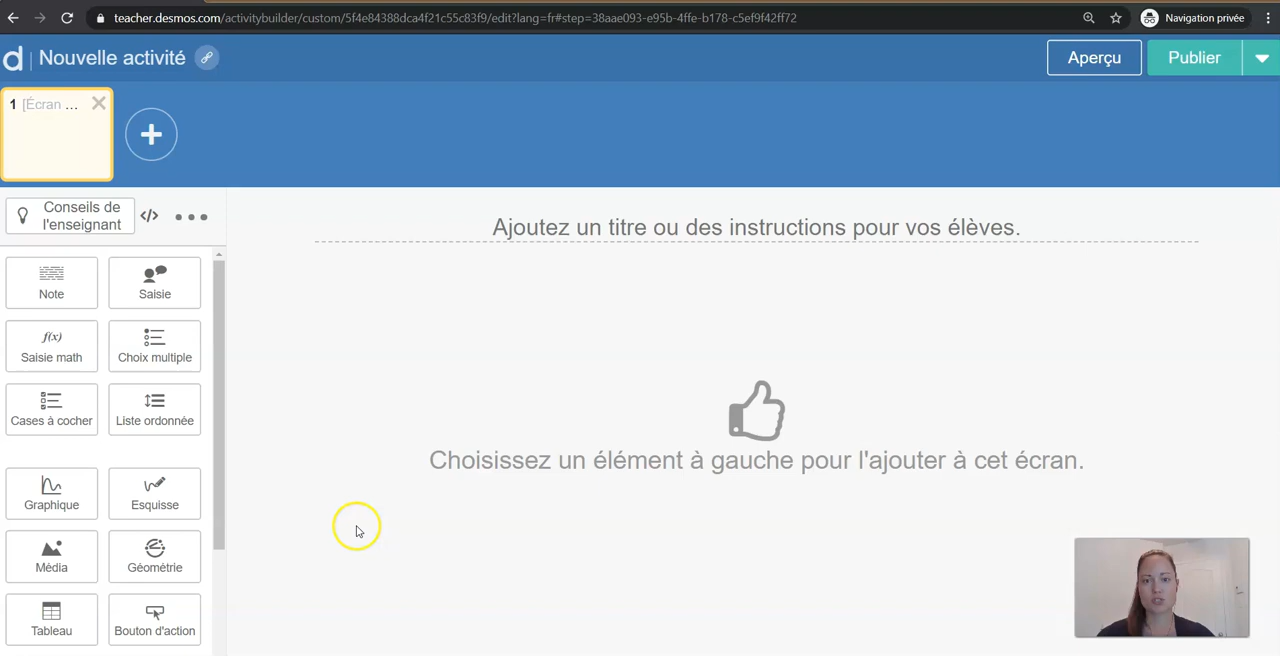 teacher.desmos.com/activitybuilder/custom/5f4e84388dca4f21c55c83f9/edit?lang=fr#step=38aae093-e95b-4ffe-b178-c5ef9f42ff72
Navigation privée
d | Nouvelle activité
Aperçu
Publier
1 [Écran ...
Conseils de
l'enseignant
</>
Ajoutez un titre ou des instructions pour vos élèves.
Note
Saisie
f(x)
Saisie math
Choix multiple
Cases à cocher
Liste ordonnée
Choisissez un élément à gauche pour l'ajouter à cet écran.
Graphique
Esquisse
Média
Géométrie
Tableau
Bouton d'action